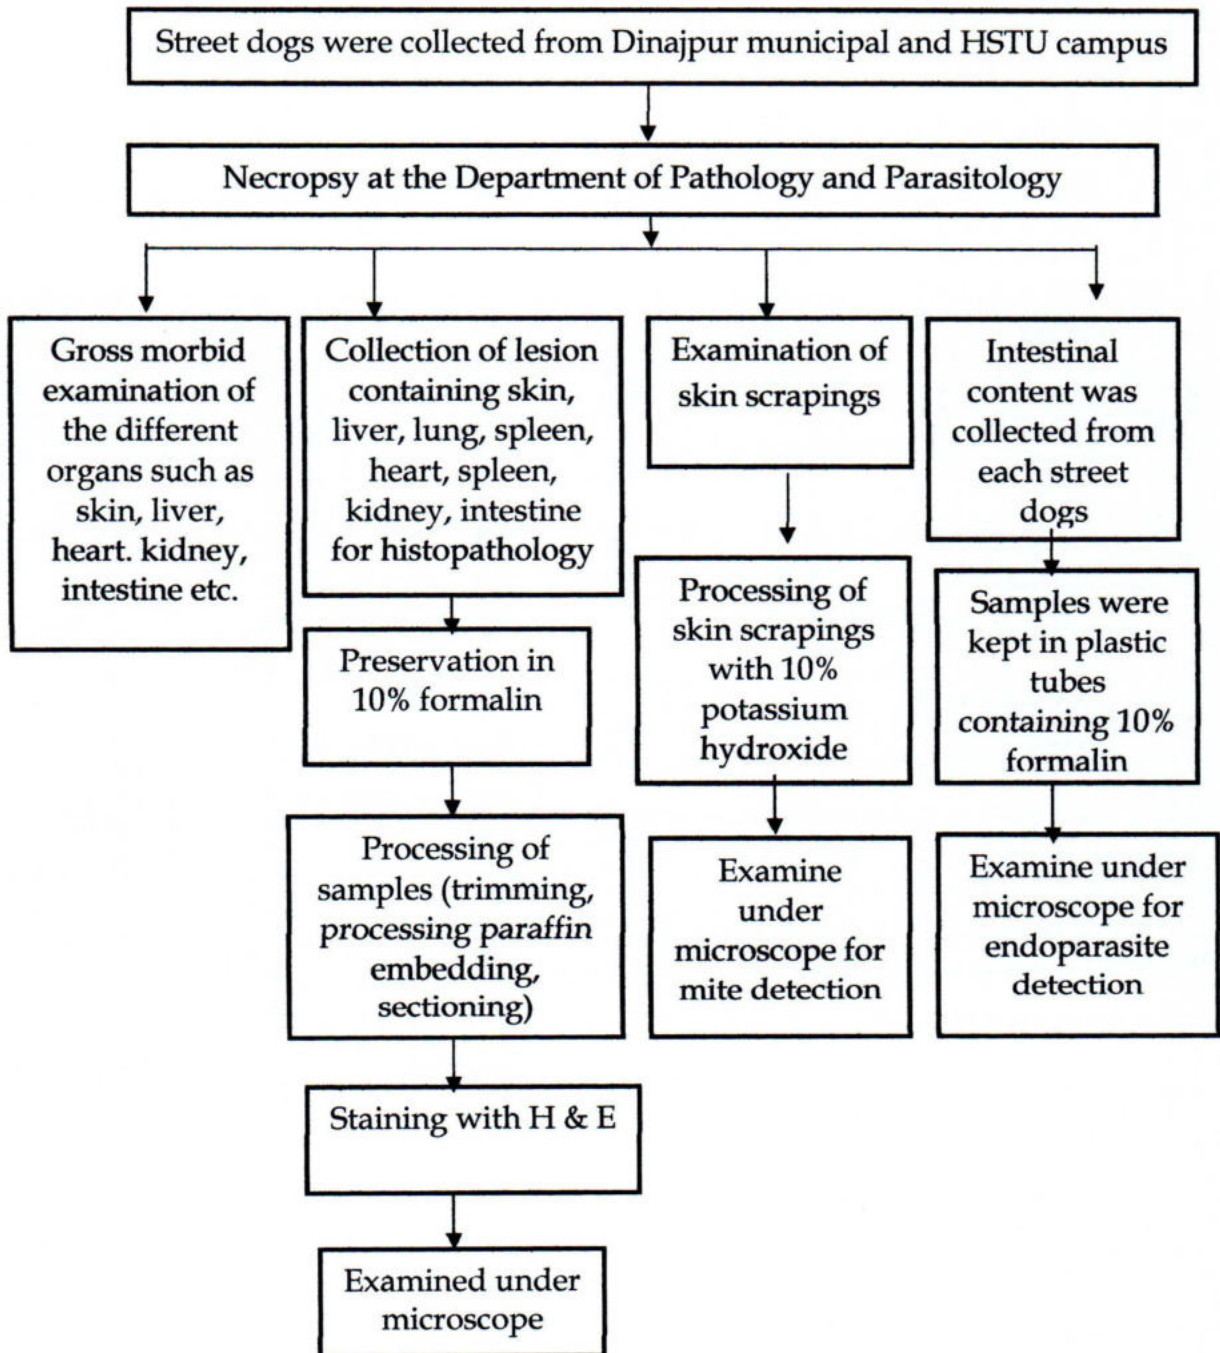 Street dogs were collected from Dinajpur municipal and HSTU campus
Necropsy at the Department of Pathology and Parasitology
Gross morbid
examination of
the different
organs such as
skin, liver,
heart. kidney,
intestine etc.
Collection of lesion
containing skin,
liver, lung, spleen,
heart, spleen,
kidney, intestine
for histopathology
Preservation in
10% formalin
Processing of
samples (trimming,
processing paraffin
embedding,
sectioning)
Staining with H & E
Examined under
microscope
Examination of
skin scrapings
Processing of
skin scrapings
with 10%
potassium
hydroxide
Examine
under
microscope for
mite detection
Intestinal
content was
collected from
each street
dogs
Samples were
kept in plastic
tubes
containing 10%
formalin
Examine under
microscope for
endoparasite
detection